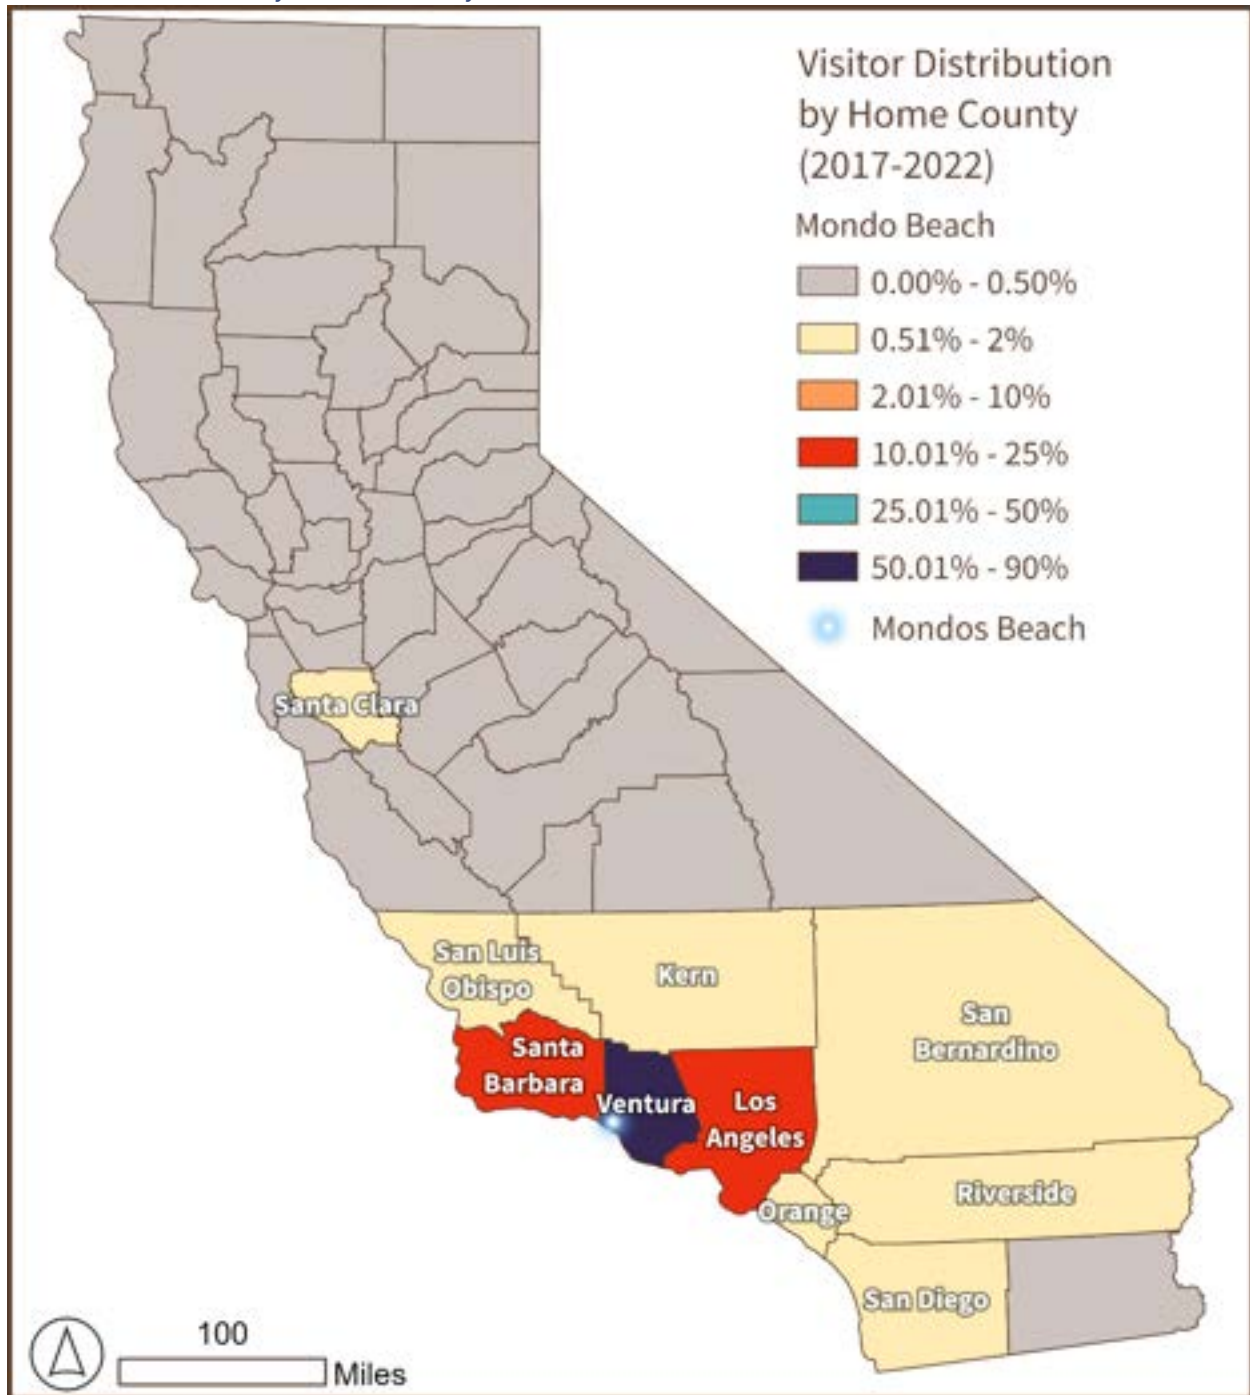 Visitor Distribution
by Home County
(2017-2022)
Mondo Beach
0.00% - 0.50%
0.51% - 2%
2.01% - 10%
10.01% - 25%
25.01% - 50%
50.01% - 90%
Mondos Beach
Santa Clara
San Luis
Obispo
Kern
San
Bernardino
Santa
Barbara
Ventura
Los
Angeles
Orange
Riverside
San Diego
100
Miles